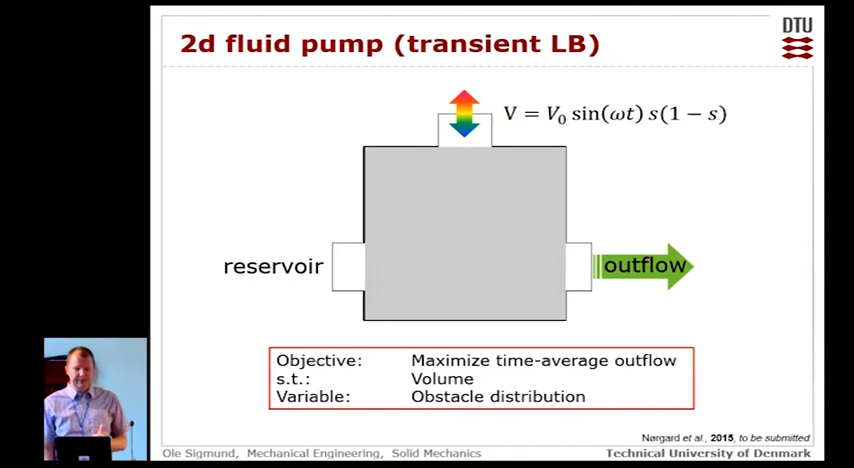 DTU
2d fluid pump (transient LB)
V = V₀ sin(ωt) s(1 − s)
reservoir
outflow
Objective: Maximize time-average outflow
s.t.: Volume
Variable: Obstacle distribution
Nørgard et al., 2015, to be submitted
Ole Sigmund, Mechanical Engineering, Solid Mechanics
Technical University of Denmark